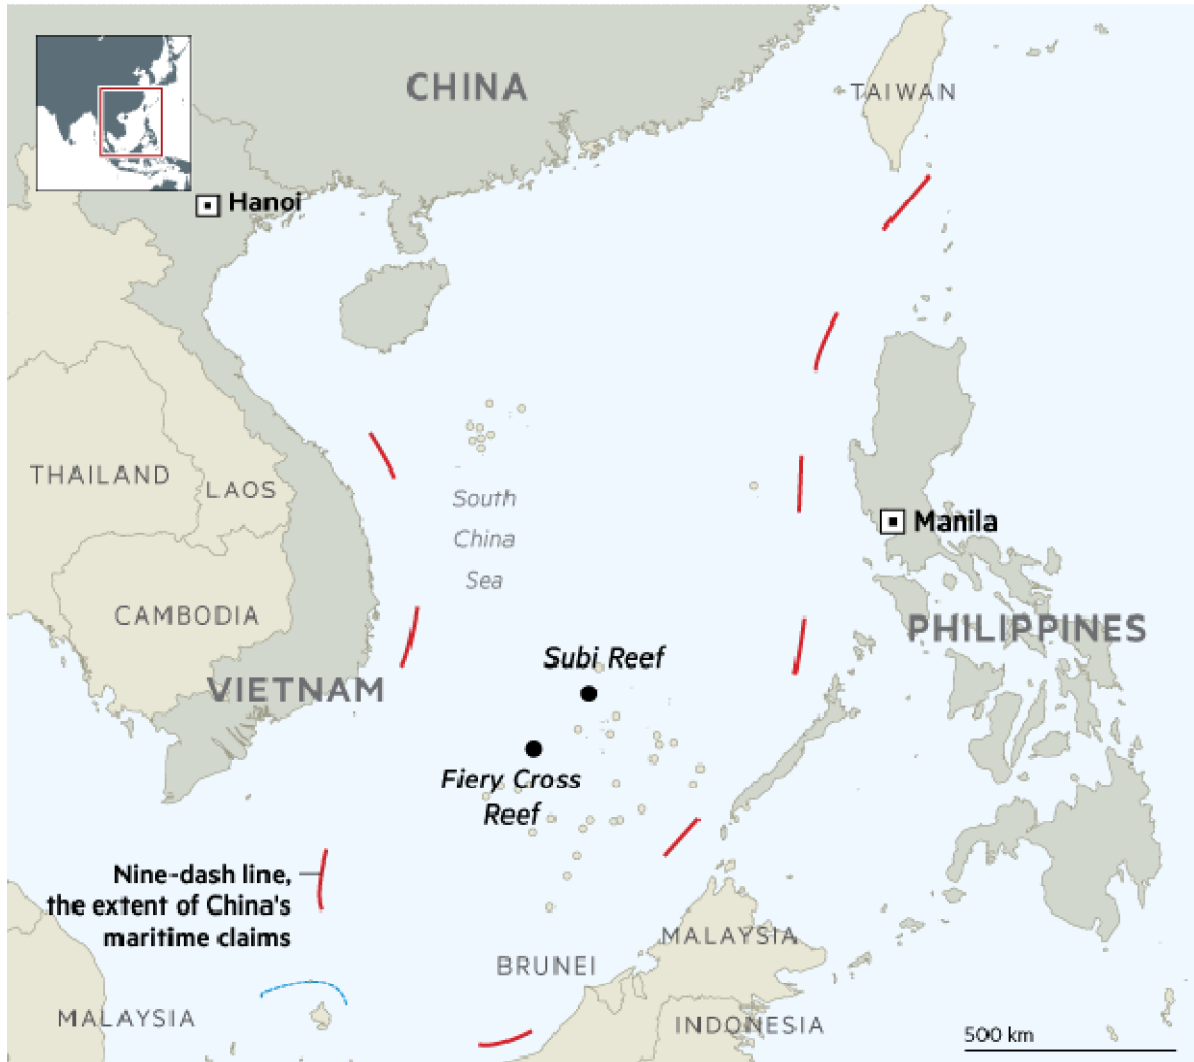 CHINA
TAIWAN
Hanoi
THAILAND
LAOS
South
China
Sea
Manila
CAMBODIA
PHILIPPINES
Subi Reef
VIETNAM
Fiery Cross
Reef
Nine-dash line,
the extent of China's
maritime claims
MALAYSIA
BRUNEI
MALAYSIA
INDONESIA
500 km